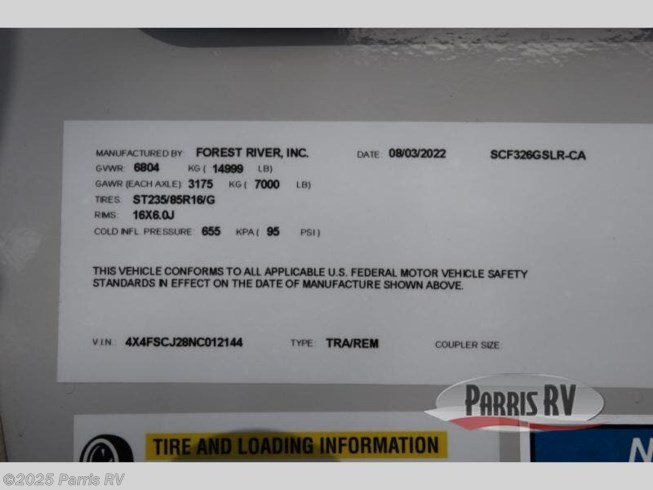 MANUFACTURED BY: FOREST RIVER, INC. DATE: 08/03/2022 SCF326GSLR-CA
GVWR: 6804 KG ( 14999 LB)
GAWR (EACH AXLE) 3175 KG ( 7000 LB)
TIRES: ST235/85R16/G
RIMS: 16X6.0J
COLD INFL. PRESSURE: 655 KPA ( 95 PSI)
THIS VEHICLE CONFORMS TO ALL APPLICABLE U.S. FEDERAL MOTOR VEHICLE SAFETY
STANDARDS IN EFFECT ON THE DATE OF MANUFACTURE SHOWN ABOVE.
V.I.N.: 4X4FSCJ28NC012144 TYPE: TRA/REM COUPLER SIZE:
PARRIS RV
TIRE AND LOADING INFORMATION
N
©2025 Parris RV